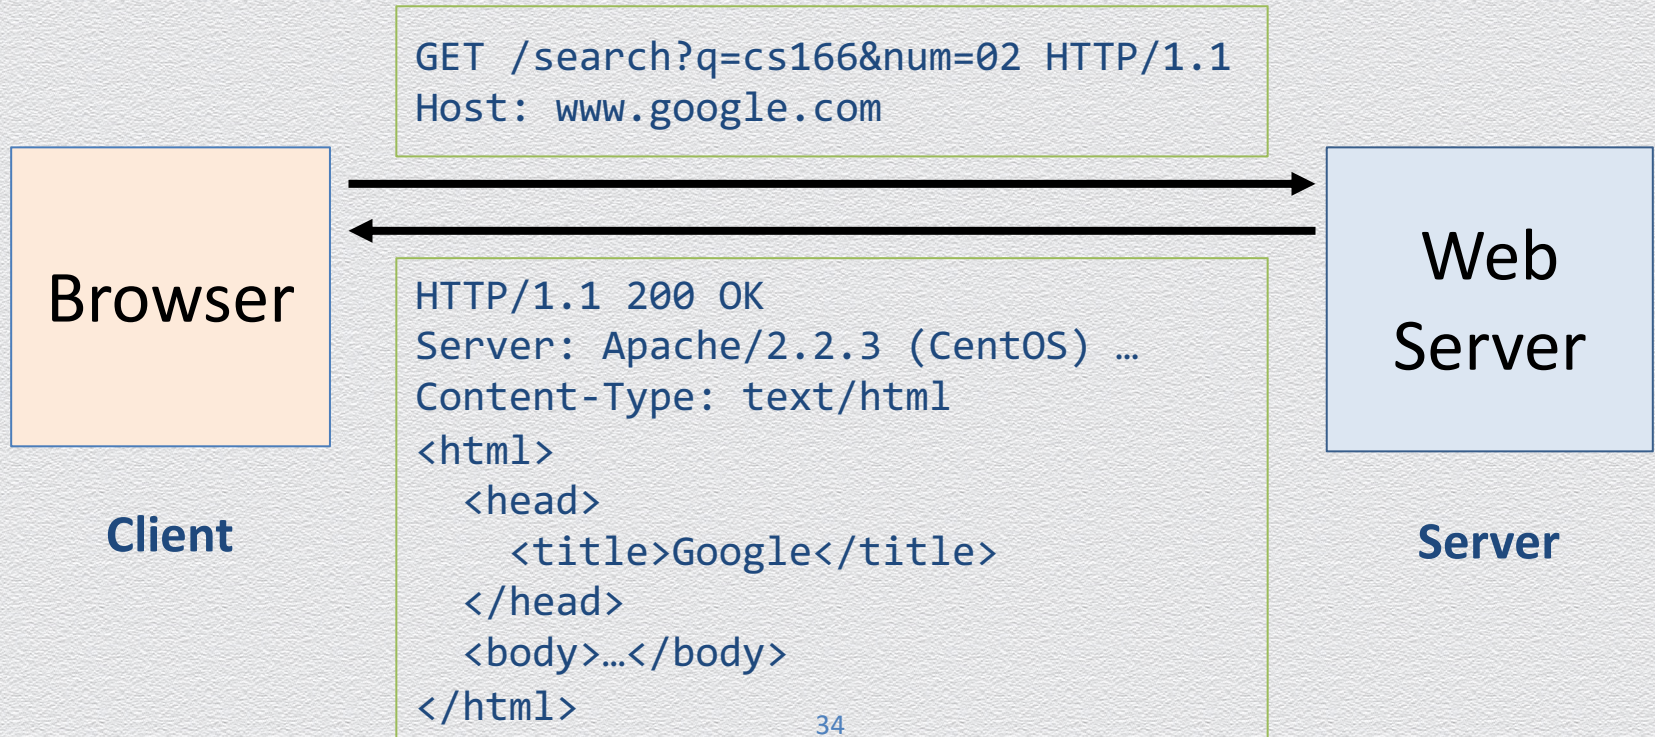 GET /search?q=cs166&num=02 HTTP/1.1
Host: www.google.com
Browser
Web
Server
HTTP/1.1 200 OK
Server: Apache/2.2.3 (CentOS) …
Content-Type: text/html
<html>
  <head>
    <title>Google</title>
  </head>
  <body>…</body>
</html>
Client
Server
34